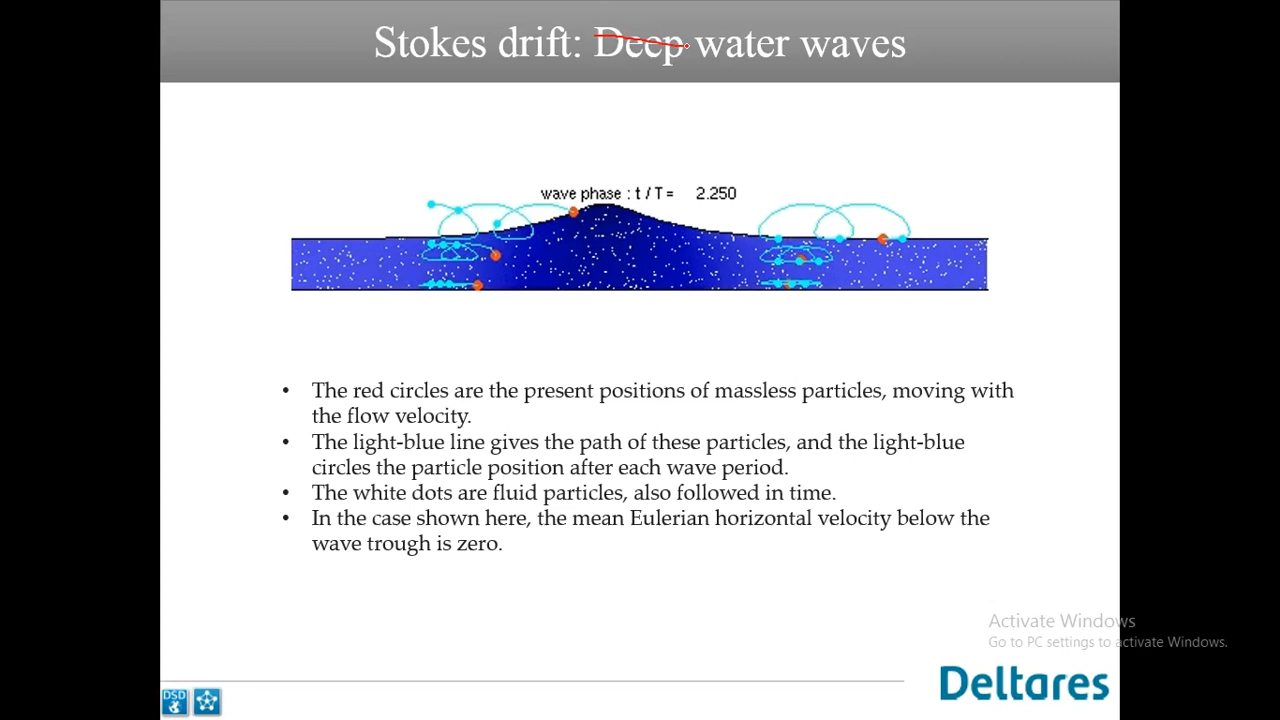 Stokes drift: Deep water waves
wave phase : t / T = 2.250
• The red circles are the present positions of massless particles, moving with
the flow velocity.
• The light-blue line gives the path of these particles, and the light-blue
circles the particle position after each wave period.
• The white dots are fluid particles, also followed in time.
• In the case shown here, the mean Eulerian horizontal velocity below the
wave trough is zero.
Activate Windows
Go to PC settings to activate Windows.
DSD
Deltares